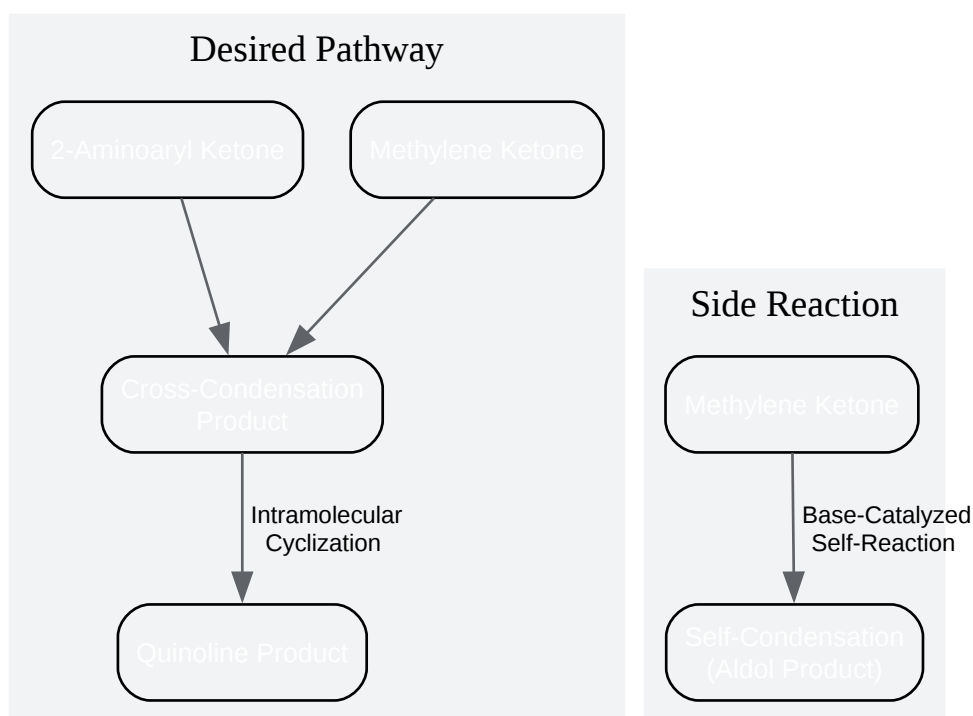 Desired Pathway
2-Aminoaryl Ketone
Methylene Ketone
Cross-Condensation
Product
Intramolecular
Cyclization
Quinoline Product
Side Reaction
Methylene Ketone
Base-Catalyzed
Self-Reaction
Self-Condensation
(Aldol Product)